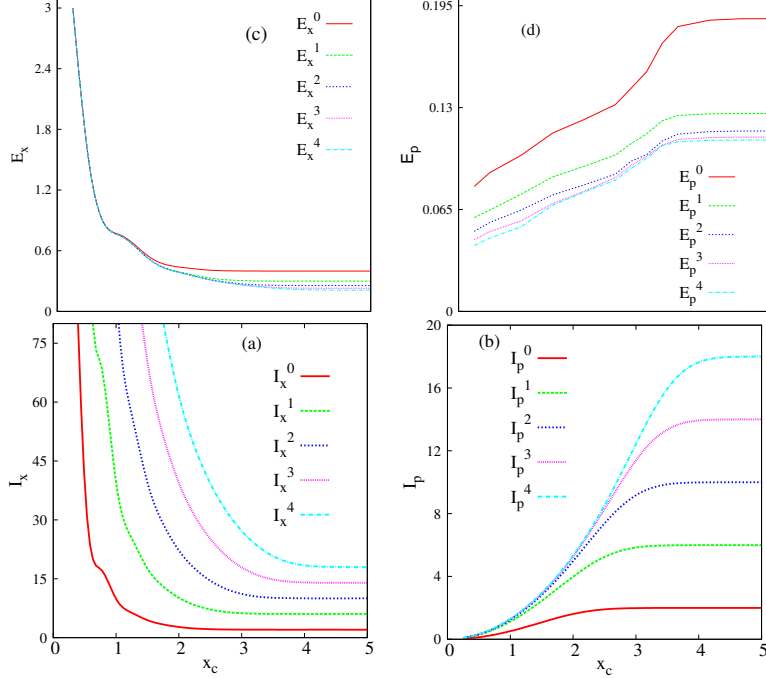 3
2.4
1.8
1.2
0.6
0
E_x
(c)
E_x^0
E_x^1
E_x^2
E_x^3
E_x^4
0.195
0.13
0.065
0
E_p
(d)
E_p^0
E_p^1
E_p^2
E_p^3
E_p^4
75
60
45
30
15
0
I_x
(a)
I_x^0
I_x^1
I_x^2
I_x^3
I_x^4
0 1 2 3 4 5
x_c
20
16
12
8
4
0
I_p
(b)
I_p^0
I_p^1
I_p^2
I_p^3
I_p^4
0 1 2 3 4 5
x_c